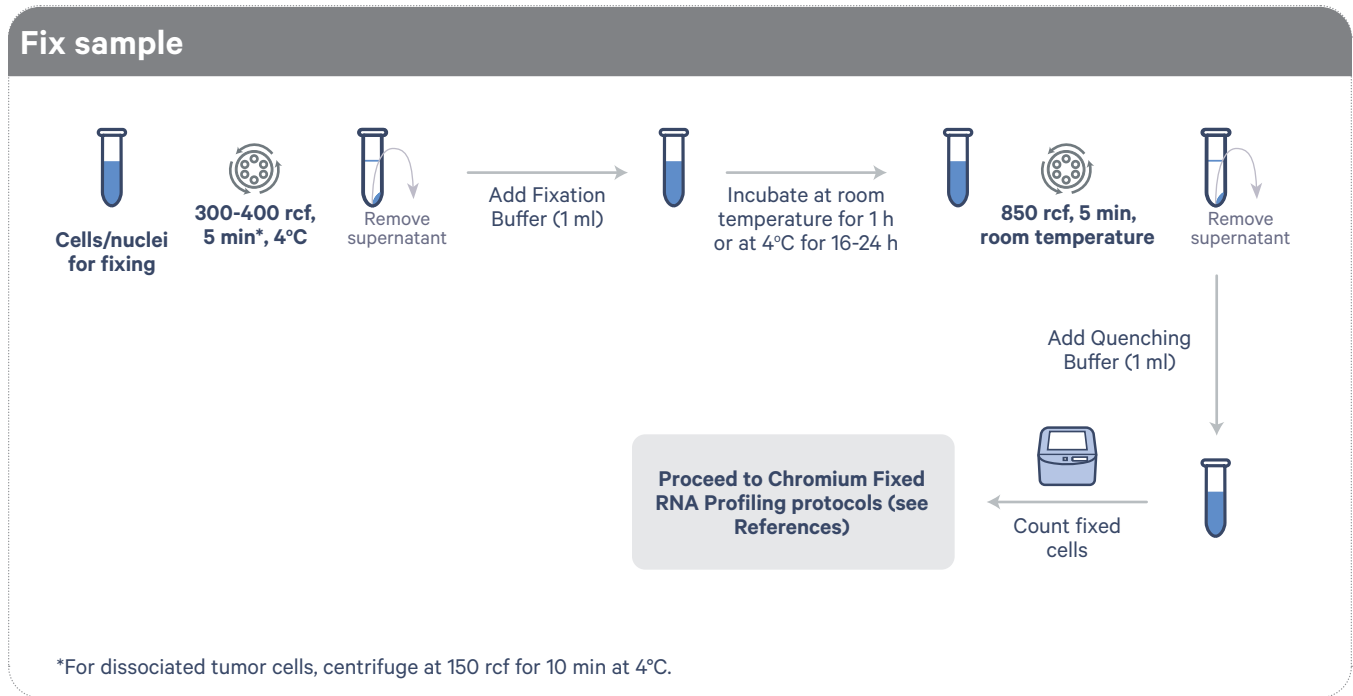 Fix sample
Cells/nuclei
for fixing
300-400 rcf,
5 min*, 4°C
Remove
supernatant
Add Fixation
Buffer (1 ml)
Incubate at room
temperature for 1 h
or at 4°C for 16-24 h
850 rcf, 5 min,
room temperature
Remove
supernatant
Add Quenching
Buffer (1 ml)
Count fixed
cells
Proceed to Chromium Fixed
RNA Profiling protocols (see
References)
*For dissociated tumor cells, centrifuge at 150 rcf for 10 min at 4°C.